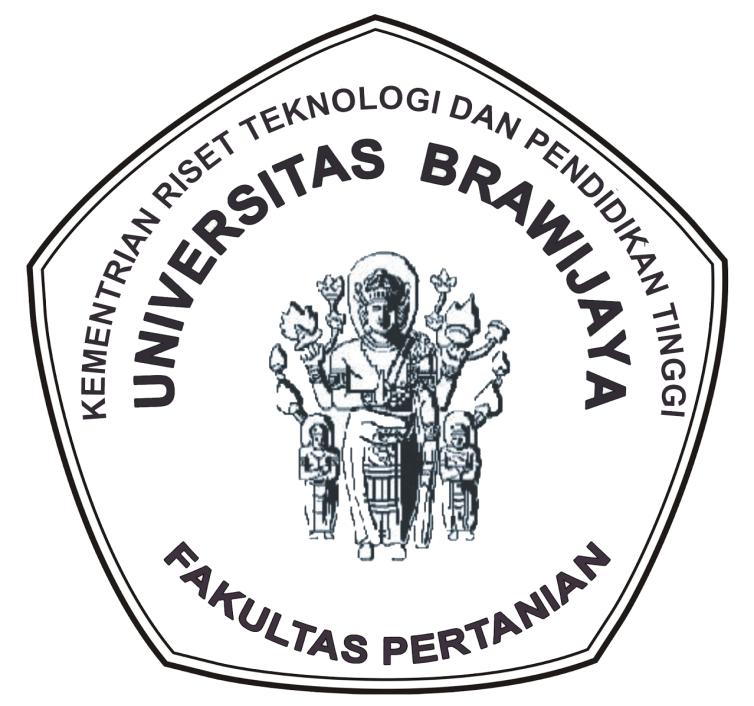 KEMENTRIAN RISET TEKNOLOGI DAN PENDIDIKAN TINGGI
UNIVERSITAS BRAWIJAYA
FAKULTAS PERTANIAN